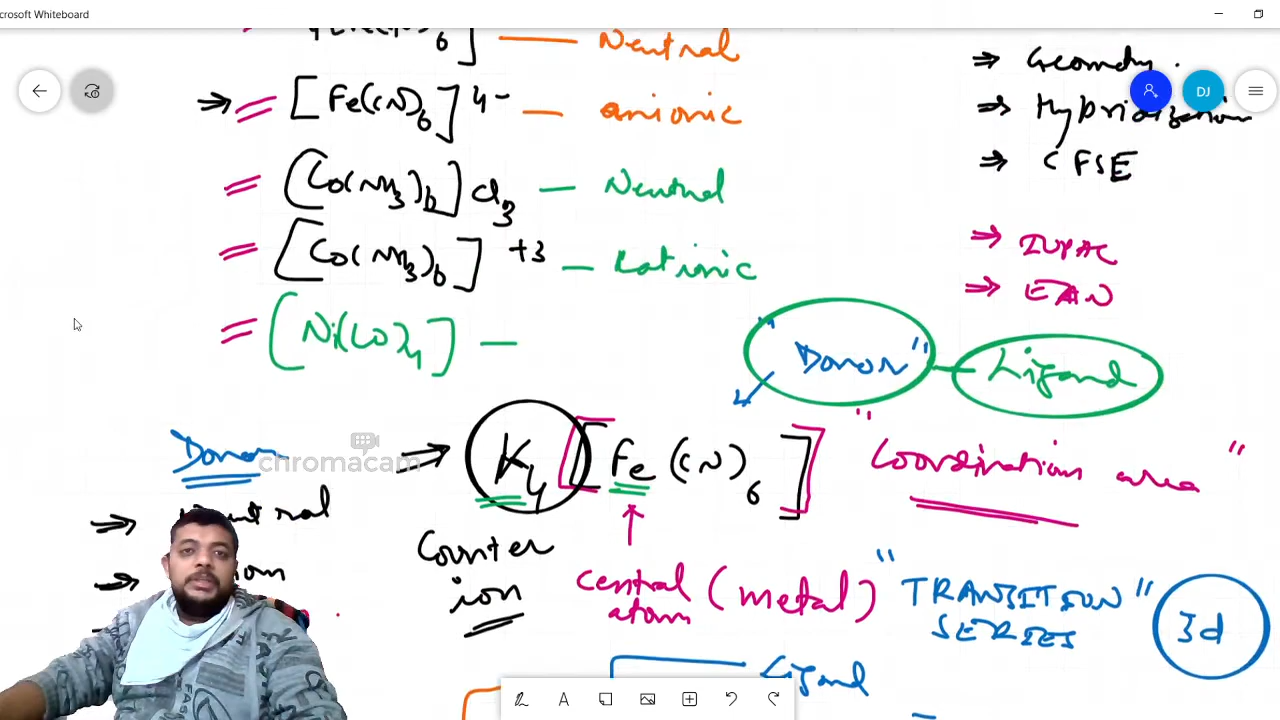 crosoft Whiteboard
6] — Neutral
⇒ = [Fe(CN)6]4- — anionic
= [Co(NH3)6]Cl3 — Neutral
= [Co(NH3)6]+3 — Cationic
= [Ni(CO)4] —
⇒ Geometry.
⇒ Hybridization
⇒ CFSE
⇒ IUPAC
⇒ EAN
DJ
"Donor" — Ligand
Donor ⇒ K4[Fe(CN)6] "Coordination area"
chromacam
Counter ion
central atom (metal) "TRANSITION SERIES" 3d
Ligand